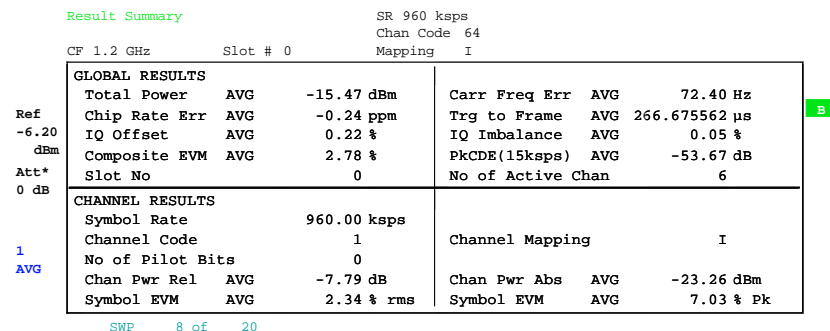 Result Summary SR 960 ksps
Chan Code 64
CF 1.2 GHz Slot # 0 Mapping I
GLOBAL RESULTS
Total Power AVG -15.47 dBm Carr Freq Err AVG 72.40 Hz
Ref Chip Rate Err AVG -0.24 ppm Trg to Frame AVG 266.675562 µs B
-6.20 IQ Offset AVG 0.22 % IQ Imbalance AVG 0.05 %
dBm Composite EVM AVG 2.78 % PkCDE(15ksps) AVG -53.67 dB
Att* Slot No 0 No of Active Chan 6
0 dB
CHANNEL RESULTS
Symbol Rate 960.00 ksps
Channel Code 1 Channel Mapping I
1 No of Pilot Bits 0
AVG Chan Pwr Rel AVG -7.79 dB Chan Pwr Abs AVG -23.26 dBm
Symbol EVM AVG 2.34 % rms Symbol EVM AVG 7.03 % Pk
SWP 8 of 20